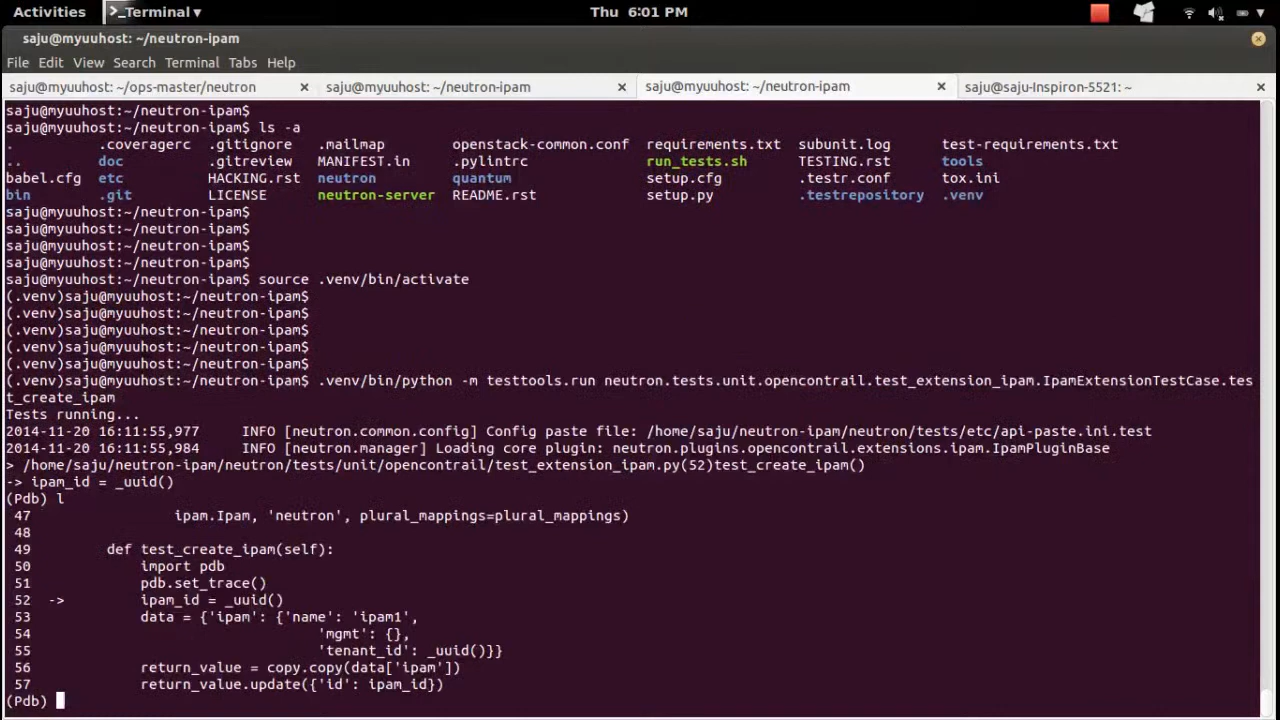 Activities >_Terminal ▾ Thu 6:01 PM
saju@myuuhost: ~/neutron-ipam
File Edit View Search Terminal Tabs Help
saju@myuuhost: ~/ops-master/neutron × saju@myuuhost: ~/neutron-ipam × saju@myuuhost: ~/neutron-ipam × saju@saju-Inspiron-5521: ~ ×
saju@myuuhost:~/neutron-ipam$
saju@myuuhost:~/neutron-ipam$ ls -a
. .coveragerc .gitignore .mailmap openstack-common.conf requirements.txt subunit.log test-requirements.txt
.. doc .gitreview MANIFEST.in .pylintrc run_tests.sh TESTING.rst tools
babel.cfg etc HACKING.rst neutron quantum setup.cfg .testr.conf tox.ini
bin .git LICENSE neutron-server README.rst setup.py .testrepository .venv
saju@myuuhost:~/neutron-ipam$
saju@myuuhost:~/neutron-ipam$
saju@myuuhost:~/neutron-ipam$
saju@myuuhost:~/neutron-ipam$ source .venv/bin/activate
(.venv)saju@myuuhost:~/neutron-ipam$
(.venv)saju@myuuhost:~/neutron-ipam$
(.venv)saju@myuuhost:~/neutron-ipam$
(.venv)saju@myuuhost:~/neutron-ipam$
(.venv)saju@myuuhost:~/neutron-ipam$
(.venv)saju@myuuhost:~/neutron-ipam$ .venv/bin/python -m testtools.run neutron.tests.unit.opencontrail.test_extension_ipam.IpamExtensionTestCase.tes
t_create_ipam
Tests running...
2014-11-20 16:11:55,977 INFO [neutron.common.config] Config paste file: /home/saju/neutron-ipam/neutron/tests/etc/api-paste.ini.test
2014-11-20 16:11:55,984 INFO [neutron.manager] Loading core plugin: neutron.plugins.opencontrail.extensions.ipam.IpamPluginBase
> /home/saju/neutron-ipam/neutron/tests/unit/opencontrail/test_extension_ipam.py(52)test_create_ipam()
-> ipam_id = _uuid()
(Pdb) l
47 ipam.Ipam, 'neutron', plural_mappings=plural_mappings)
48
49 def test_create_ipam(self):
50 import pdb
51 pdb.set_trace()
52 -> ipam_id = _uuid()
53 data = {'ipam': {'name': 'ipam1',
54 'mgmt': {},
55 'tenant_id': _uuid()}}
56 return_value = copy.copy(data['ipam'])
57 return_value.update({'id': ipam_id})
(Pdb)